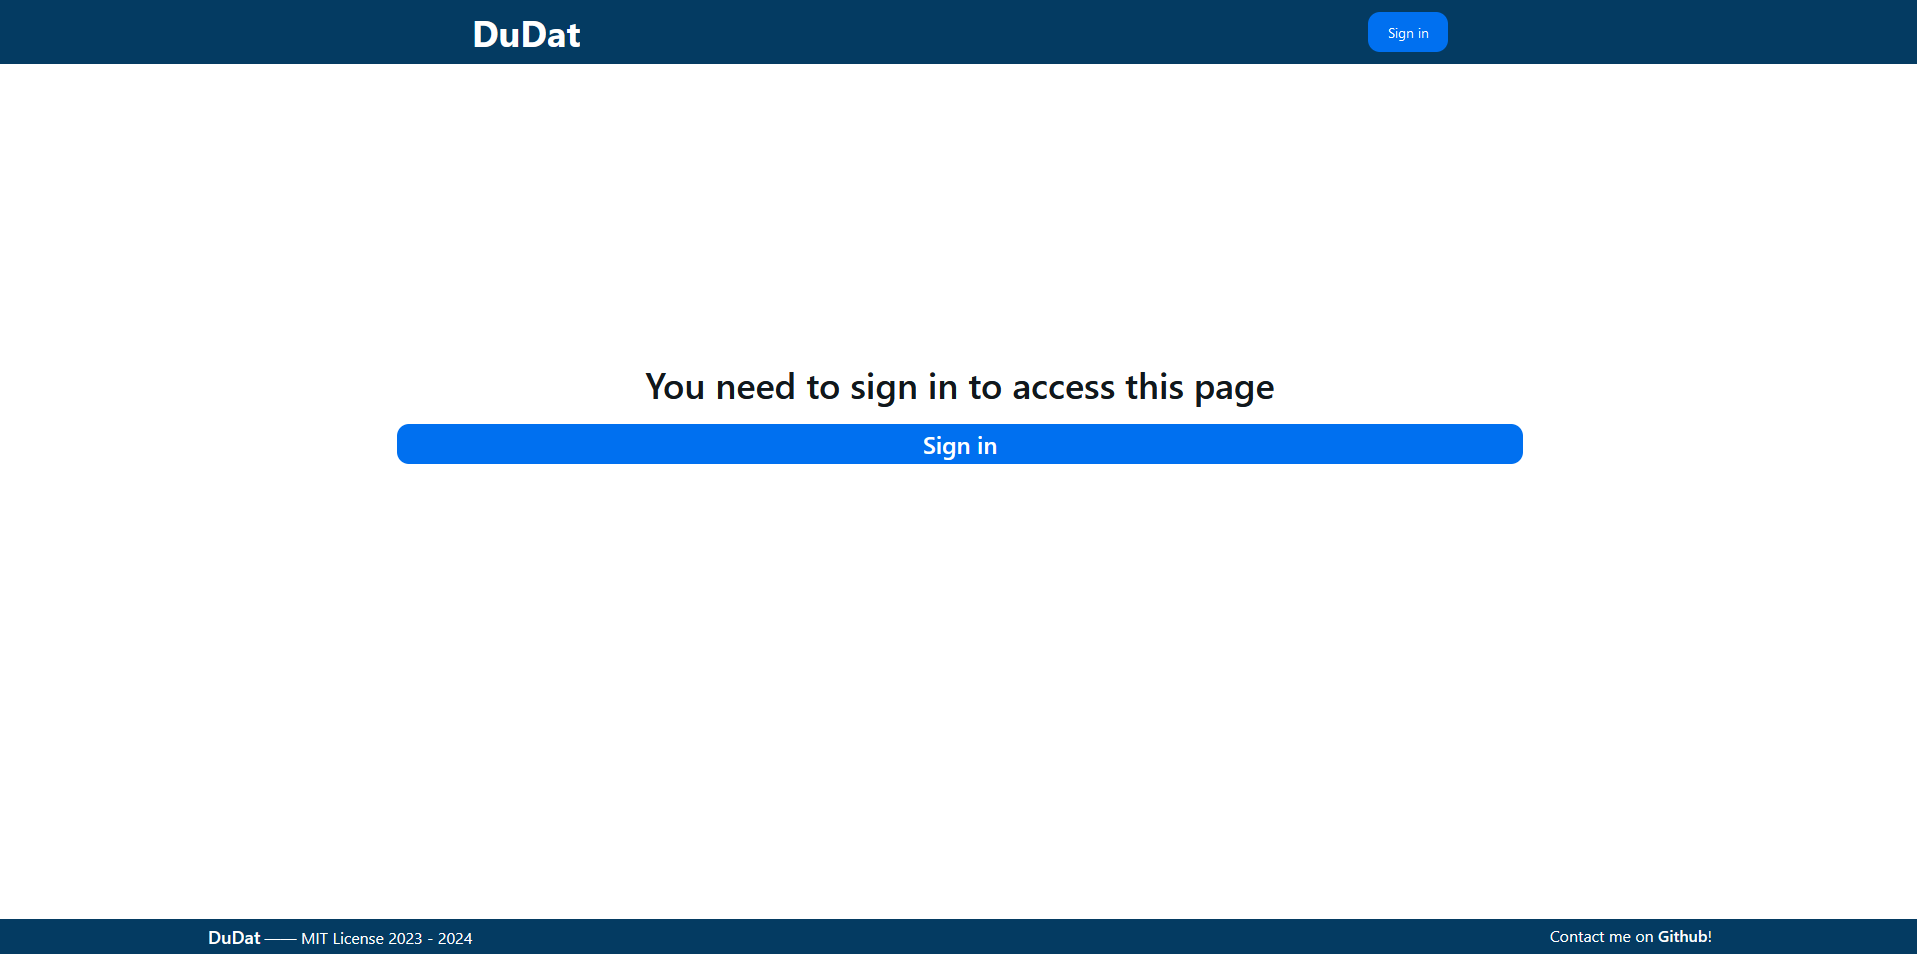 DuDat
Sign in
You need to sign in to access this page
Sign in
DuDat —— MIT License 2023 - 2024
Contact me on Github!